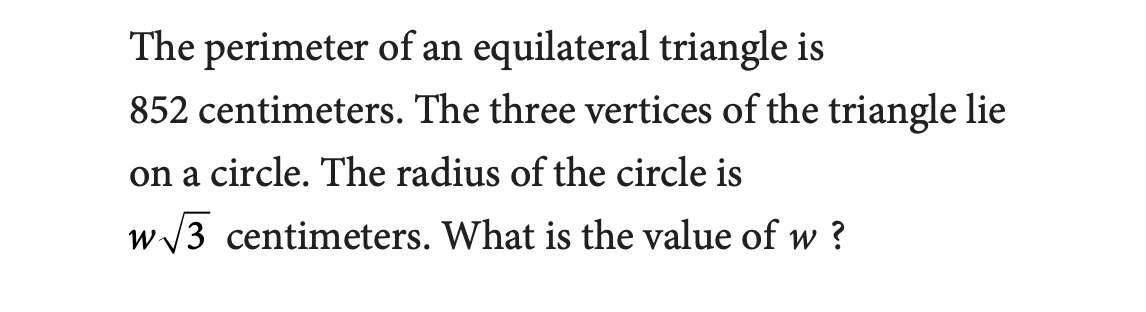 The perimeter of an equilateral triangle is
852 centimeters. The three vertices of the triangle lie
on a circle. The radius of the circle is
w√3 centimeters. What is the value of w ?